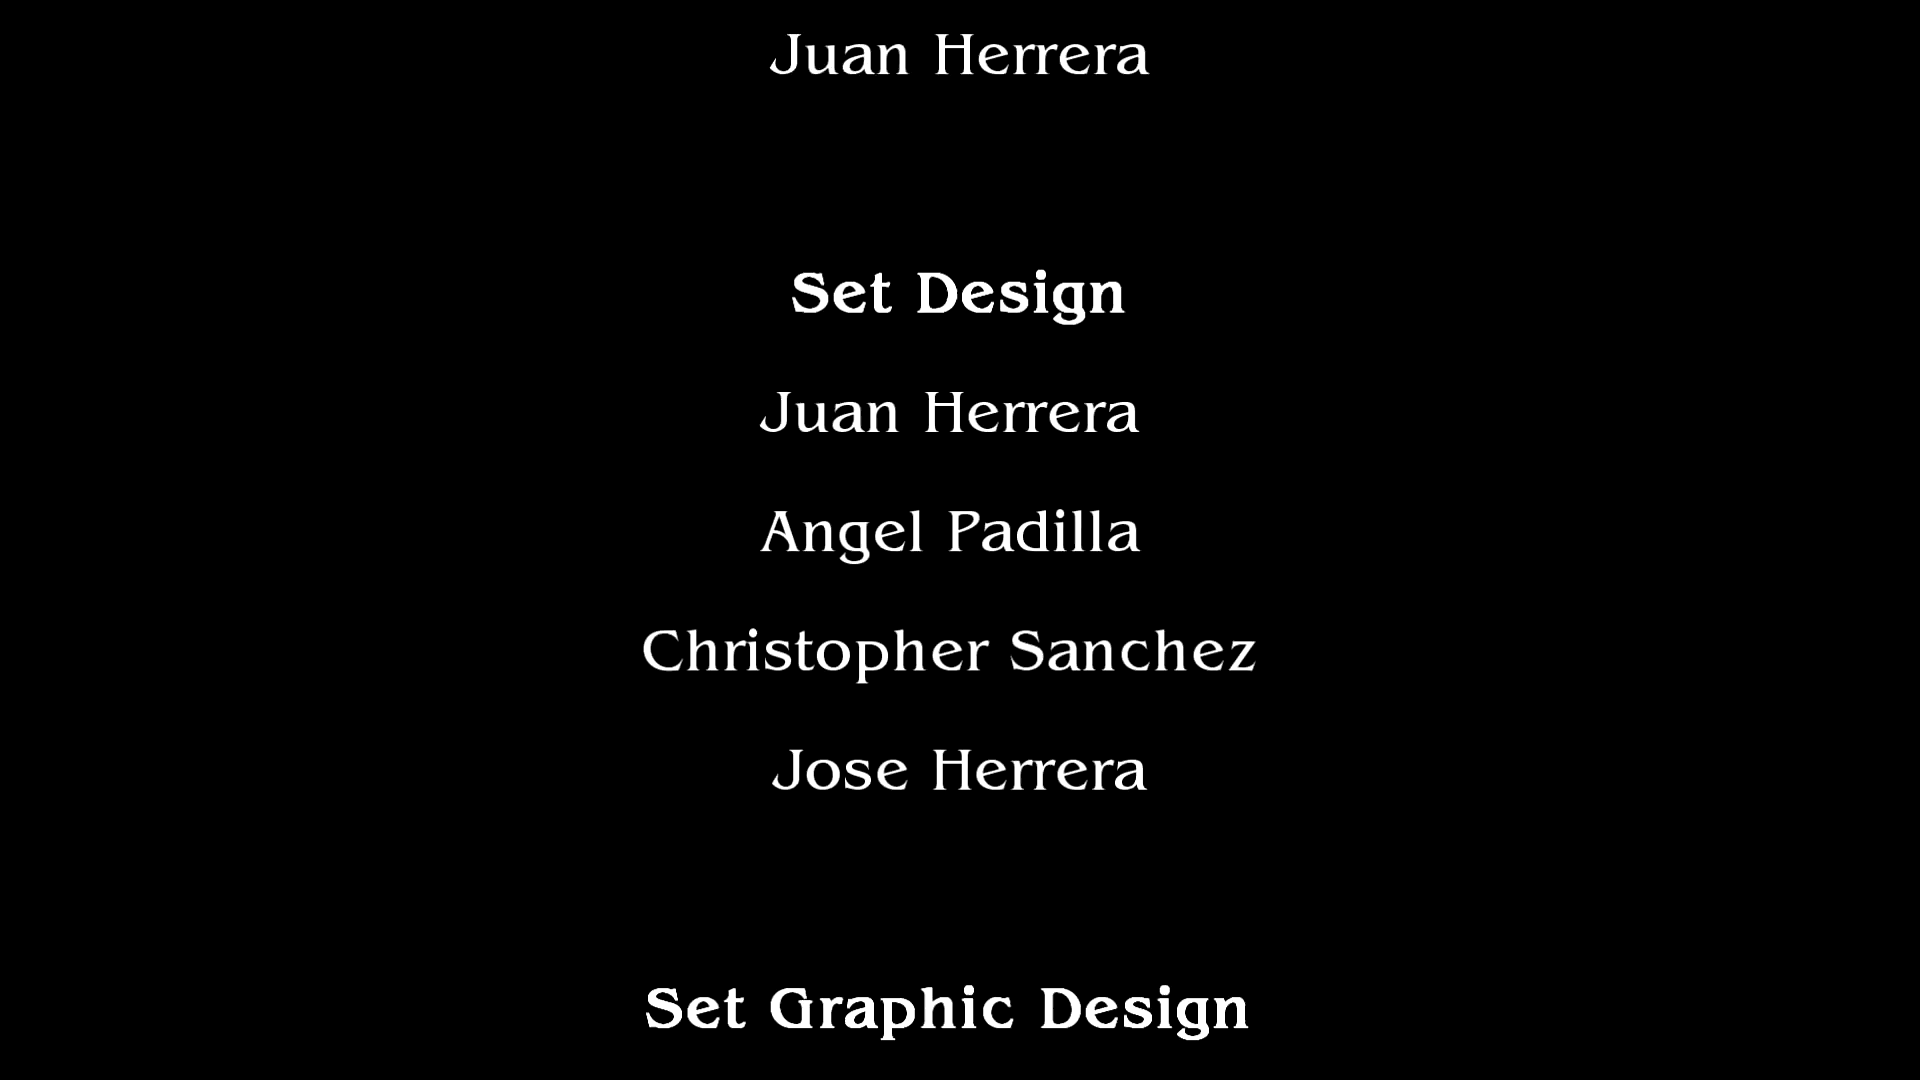 Juan Herrera
Set Design
Juan Herrera
Angel Padilla
Christopher Sanchez
Jose Herrera
Set Graphic Design